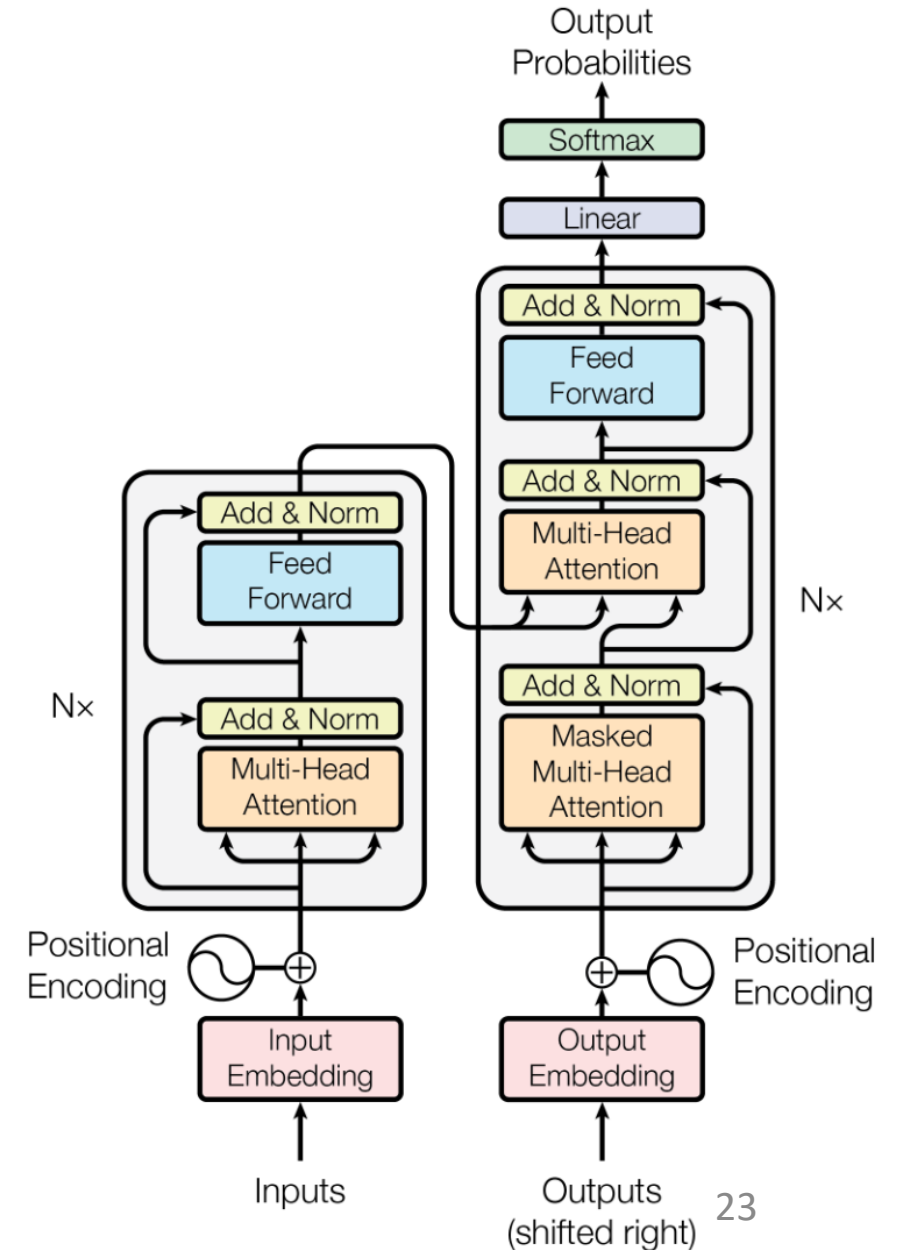 Output
Probabilities
Softmax
Linear
Add & Norm
Feed
Forward
Add & Norm
Multi-Head
Attention
Nx
Add & Norm
Masked
Multi-Head
Attention
Add & Norm
Feed
Forward
Nx
Add & Norm
Multi-Head
Attention
Positional
Encoding
Positional
Encoding
Input
Embedding
Output
Embedding
Inputs
Outputs
(shifted right)
23